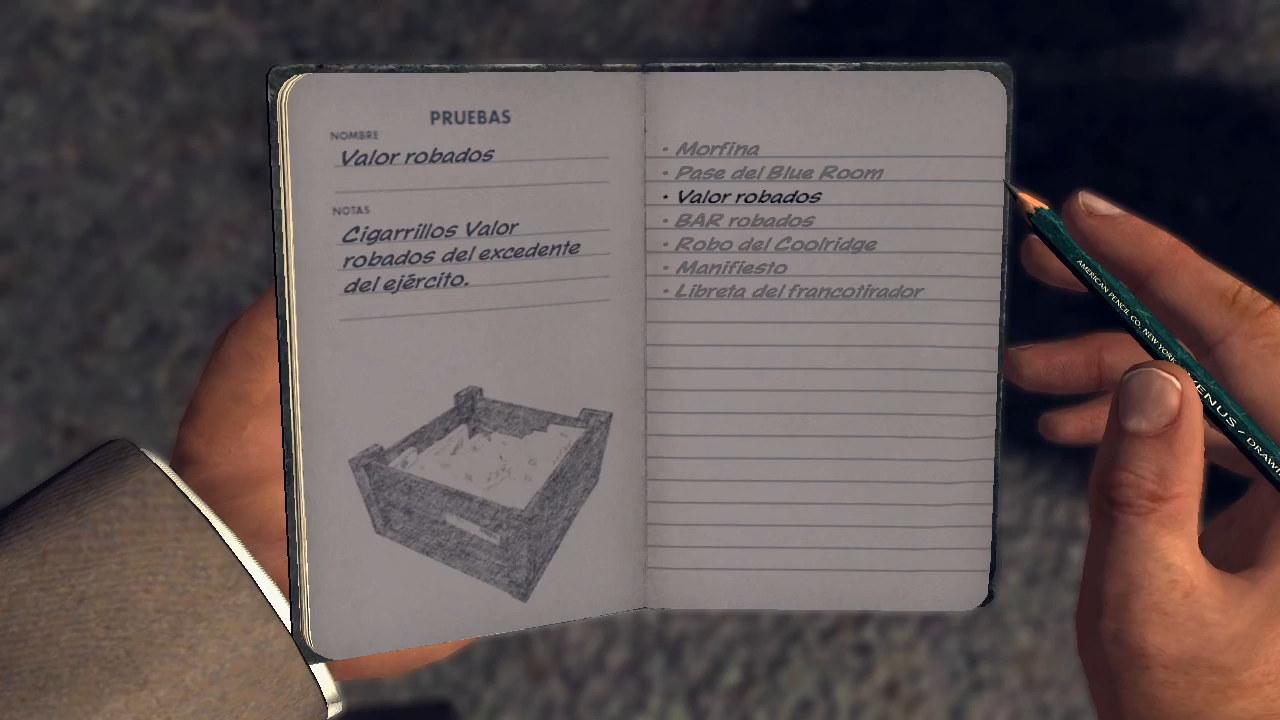 PRUEBAS
NOMBRE
Valor robados
NOTAS
Cigarrillos Valor
robados del excedente
del ejército.
• Morfina
• Pase del Blue Room
• Valor robados
• BAR robados
• Robo del Coolridge
• Manifiesto
• Libreta del francotirador
AMERICAN PENCIL CO. NEW YORK
VENUS / DRAWI